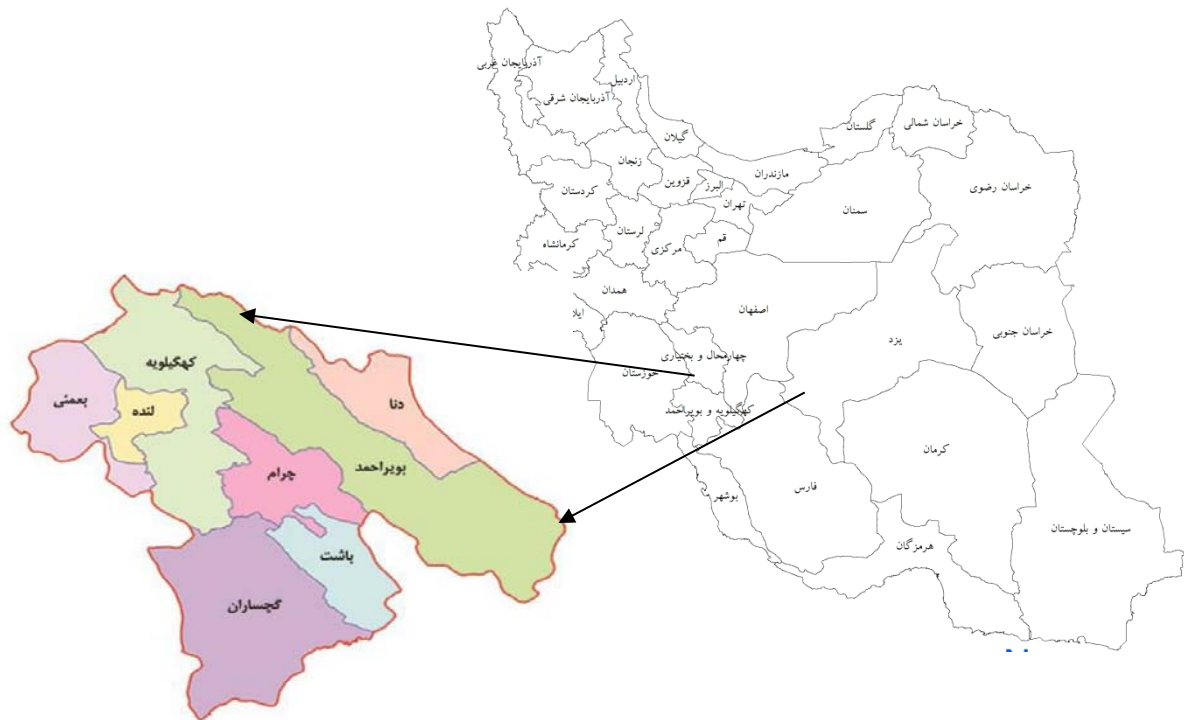 آذربایجان غربی
اردبیل
آذربایجان شرقی
گیلان
گلستان
خراسان شمالی
زنجان
قزوین
البرز
مازندران
خراسان رضوی
کردستان
تهران
سمنان
کرمانشاه
لرستان
مرکزی
قم
همدان
اصفهان
ایلا
خراسان جنوبی
یزد
چهارمحال و بختیاری
خوزستان
کهگیلویه و بویراحمد
کرمان
فارس
بوشهر
سیستان و بلوچستان
هرمزگان
کهگیلویه
بهمئی
لنده
دنا
بویراحمد
چرام
باشت
گچساران